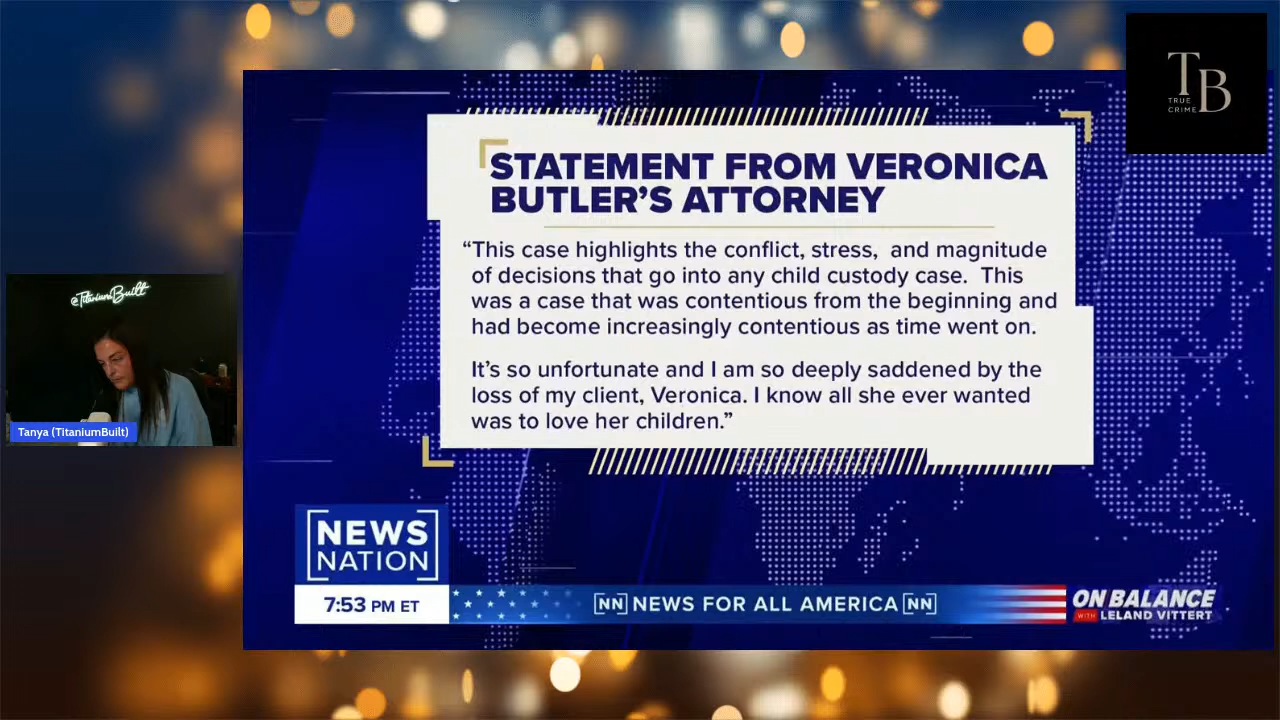 TB
TRUE
CRIME
STATEMENT FROM VERONICA
BUTLER'S ATTORNEY
“This case highlights the conflict, stress, and magnitude
of decisions that go into any child custody case. This
was a case that was contentious from the beginning and
had become increasingly contentious as time went on.
It's so unfortunate and I am so deeply saddened by the
loss of my client, Veronica. I know all she ever wanted
was to love her children.”
@TitaniumBuilt
Tanya (TitaniumBuilt)
NEWS
NATION
7:53 PM ET
NN NEWS FOR ALL AMERICA NN
ON BALANCE
WITH LELAND VITTERT